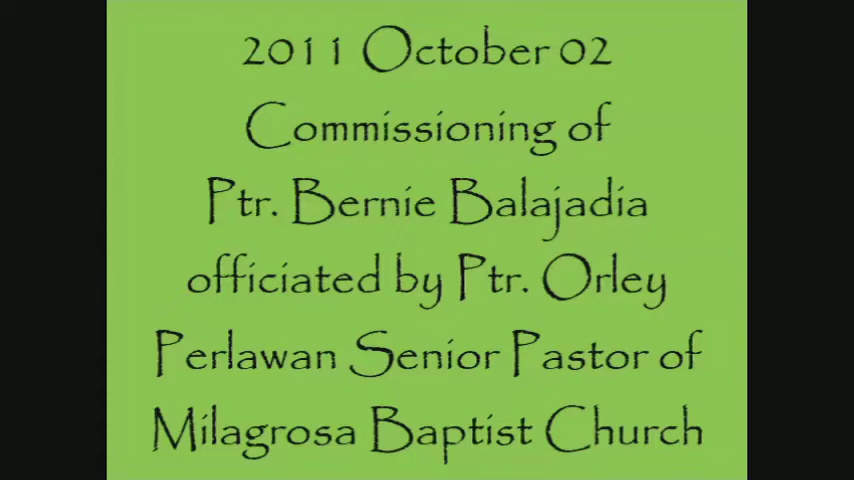 2011 October 02
Commissioning of
Ptr. Bernie Balajadia
officiated by Ptr. Orley
Perlawan Senior Pastor of
Milagrosa Baptist Church